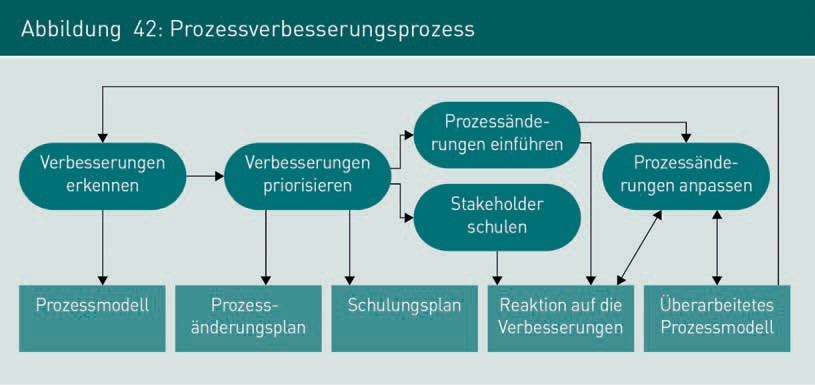 Abbildung 42: Prozessverbesserungsprozess
Verbesserungen
erkennen
Verbesserungen
priorisieren
Prozessände-
rungen einführen
Stakeholder
schulen
Prozessände-
rungen anpassen
Prozessmodell
Prozess-
änderungsplan
Schulungsplan
Reaktion auf die
Verbesserungen
Überarbeitetes
Prozessmodell